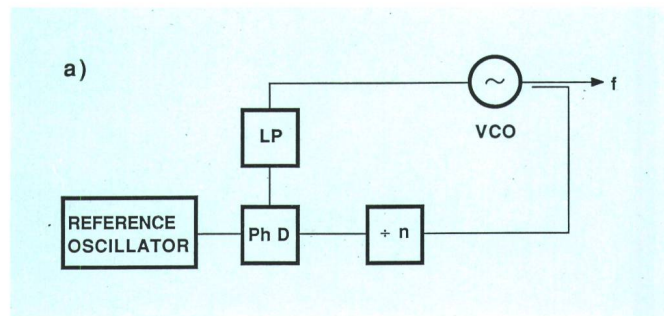 a)
f
VCO
LP
REFERENCE
OSCILLATOR
Ph D
÷ n